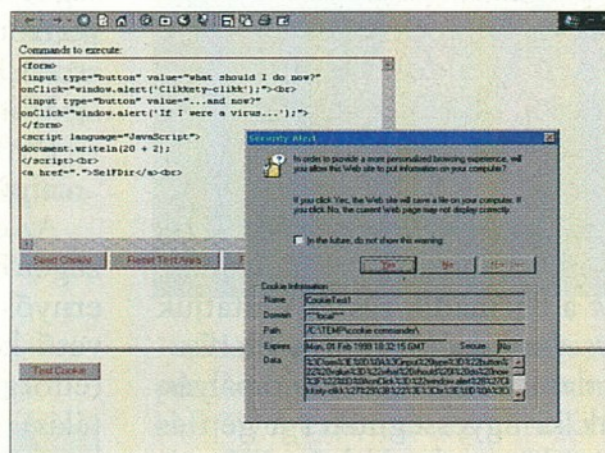 Commands to execute:
<form>
<input type="button" value="what should I do now?"
onClick="window.alert('Clikkety-clikk');"><br>
<input type="button" value="...and now?"
onClick="window.alert('If I were a virus...');">
</form>
<script language="JavaScript">
document.writeln(20 + 2);
</script><br>
<a href=".">SelfDir</a><br>
Send Cookie
Reset Test Area
Test Cookie
Security Alert
In order to provide a more personalized browsing experience, will
you allow this Web site to put information on your computer?
If you click Yes, the Web site will save a file on your computer. If
you click No, the current Web page may not display correctly.
In the future, do not show this warning
Yes
No
Cookie Information
Name CookieTest1
Domain ~~local~~
Path /C:\TEMP\cookie commander\
Expires Mon, 01 Feb 1999 18:32:15 GMT Secure No
Data